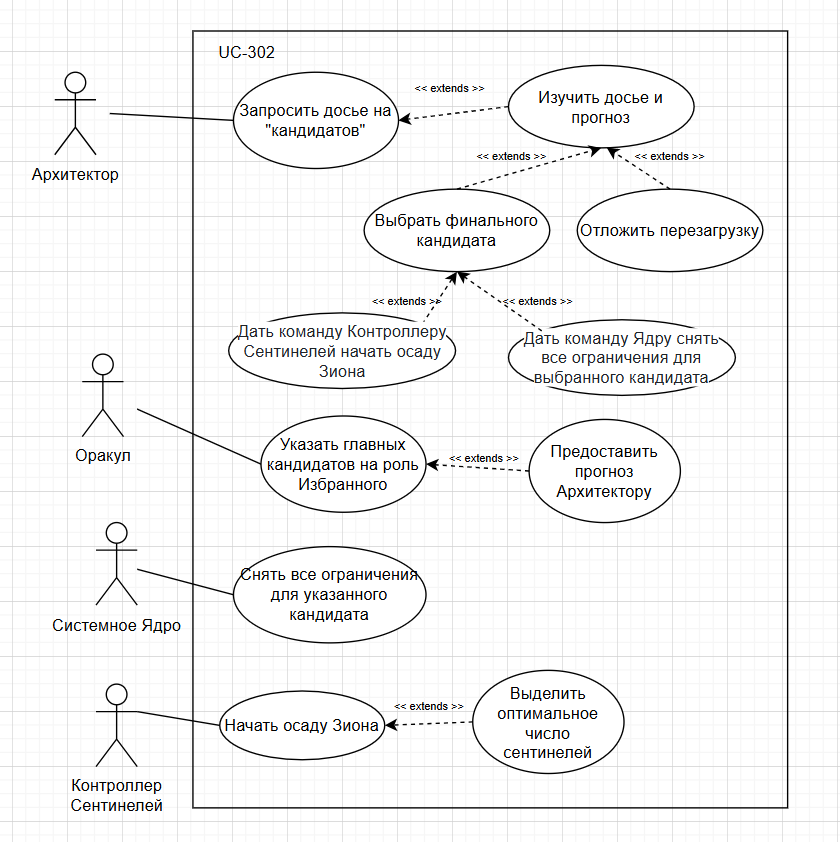 UC-302
Архитектор
Запросить досье на
"кандидатов"
<< extends >>
Изучить досье и
прогноз
<< extends >>
<< extends >>
Выбрать финального
кандидата
Отложить перезагрузку
<< extends >>
<< extends >>
Дать команду Контроллеру
Сентинелей начать осаду
Зиона
Дать команду Ядру снять
все ограничения для
выбранного кандидата
Оракул
Указать главных
кандидатов на роль
Избранного
<< extends >>
Предоставить
прогноз
Архитектору
Системное Ядро
Снять все ограничения
для указанного
кандидата
Контроллер
Сентинелей
Начать осаду Зиона
<< extends >>
Выделить
оптимальное
число
сентинелей